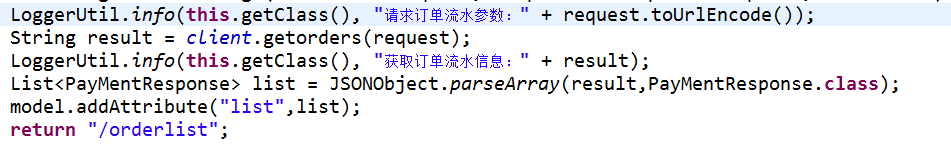 LoggerUtil.info(this.getClass(), "请求订单流水参数：" + request.toUrlEncode());
String result = client.getorders(request);
LoggerUtil.info(this.getClass(), "获取订单流水信息：" + result);
List<PayMentResponse> list = JSONObject.parseArray(result,PayMentResponse.class);
model.addAttribute("list",list);
return "/orderlist";